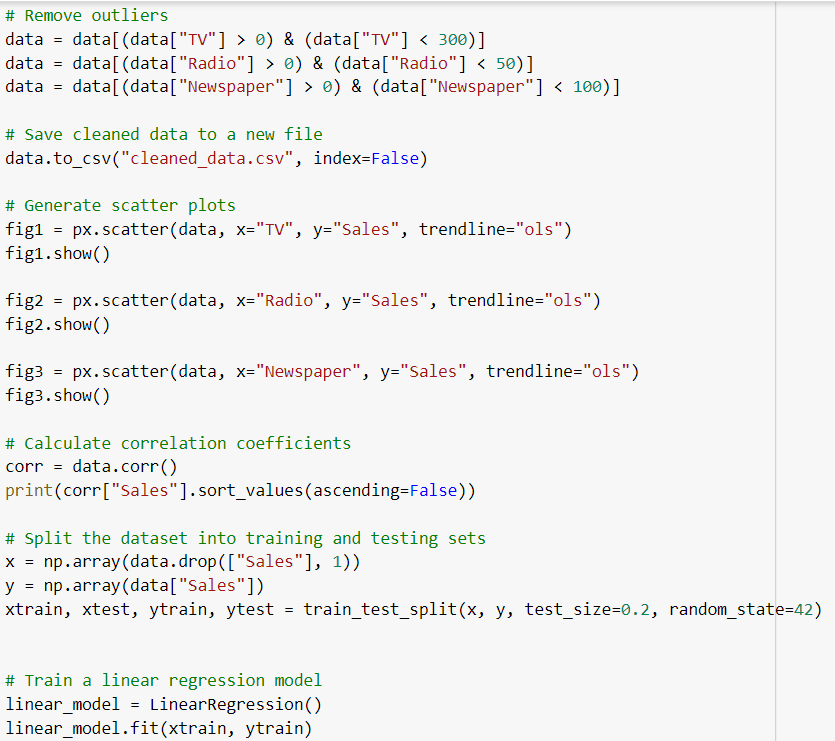 # Remove outliers
data = data[(data["TV"] > 0) & (data["TV"] < 300)]
data = data[(data["Radio"] > 0) & (data["Radio"] < 50)]
data = data[(data["Newspaper"] > 0) & (data["Newspaper"] < 100)]
# Save cleaned data to a new file
data.to_csv("cleaned_data.csv", index=False)
# Generate scatter plots
fig1 = px.scatter(data, x="TV", y="Sales", trendline="ols")
fig1.show()
fig2 = px.scatter(data, x="Radio", y="Sales", trendline="ols")
fig2.show()
fig3 = px.scatter(data, x="Newspaper", y="Sales", trendline="ols")
fig3.show()
# Calculate correlation coefficients
corr = data.corr()
print(corr["Sales"].sort_values(ascending=False))
# Split the dataset into training and testing sets
x = np.array(data.drop(["Sales"], 1))
y = np.array(data["Sales"])
xtrain, xtest, ytrain, ytest = train_test_split(x, y, test_size=0.2, random_state=42)
# Train a linear regression model
linear_model = LinearRegression()
linear_model.fit(xtrain, ytrain)